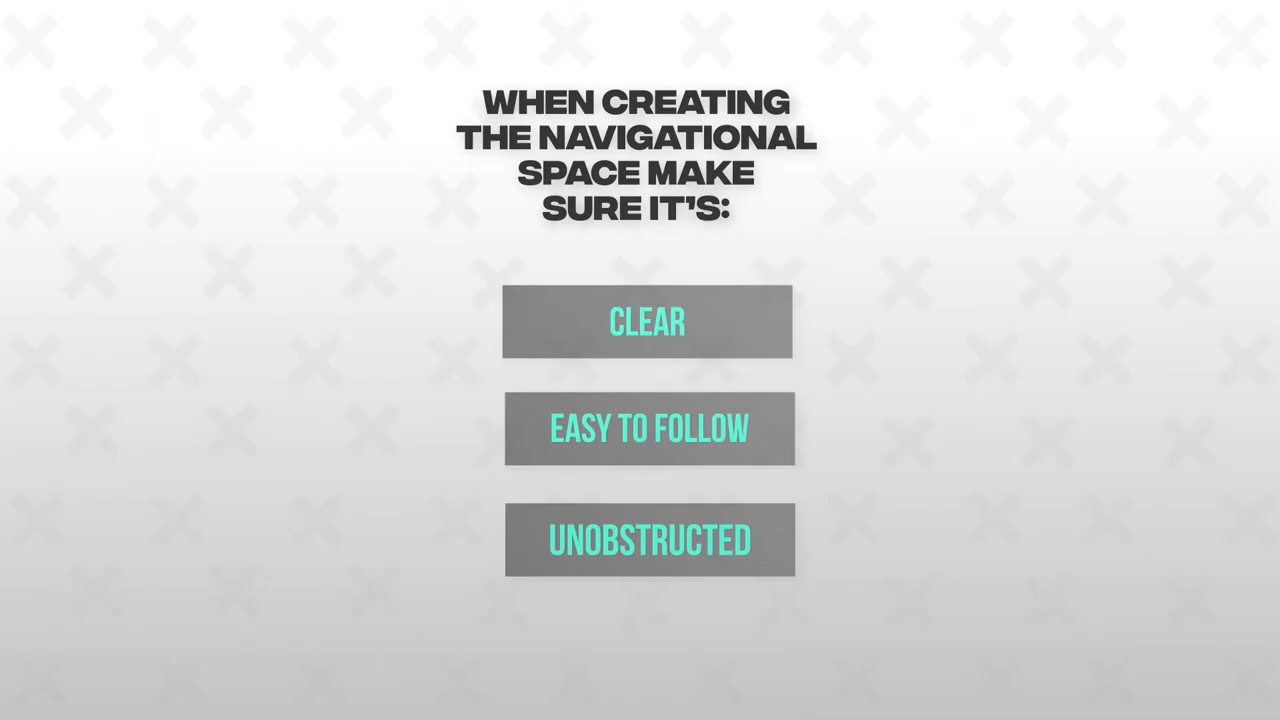 WHEN CREATING
THE NAVIGATIONAL
SPACE MAKE
SURE IT'S:
CLEAR
EASY TO FOLLOW
UNOBSTRUCTED